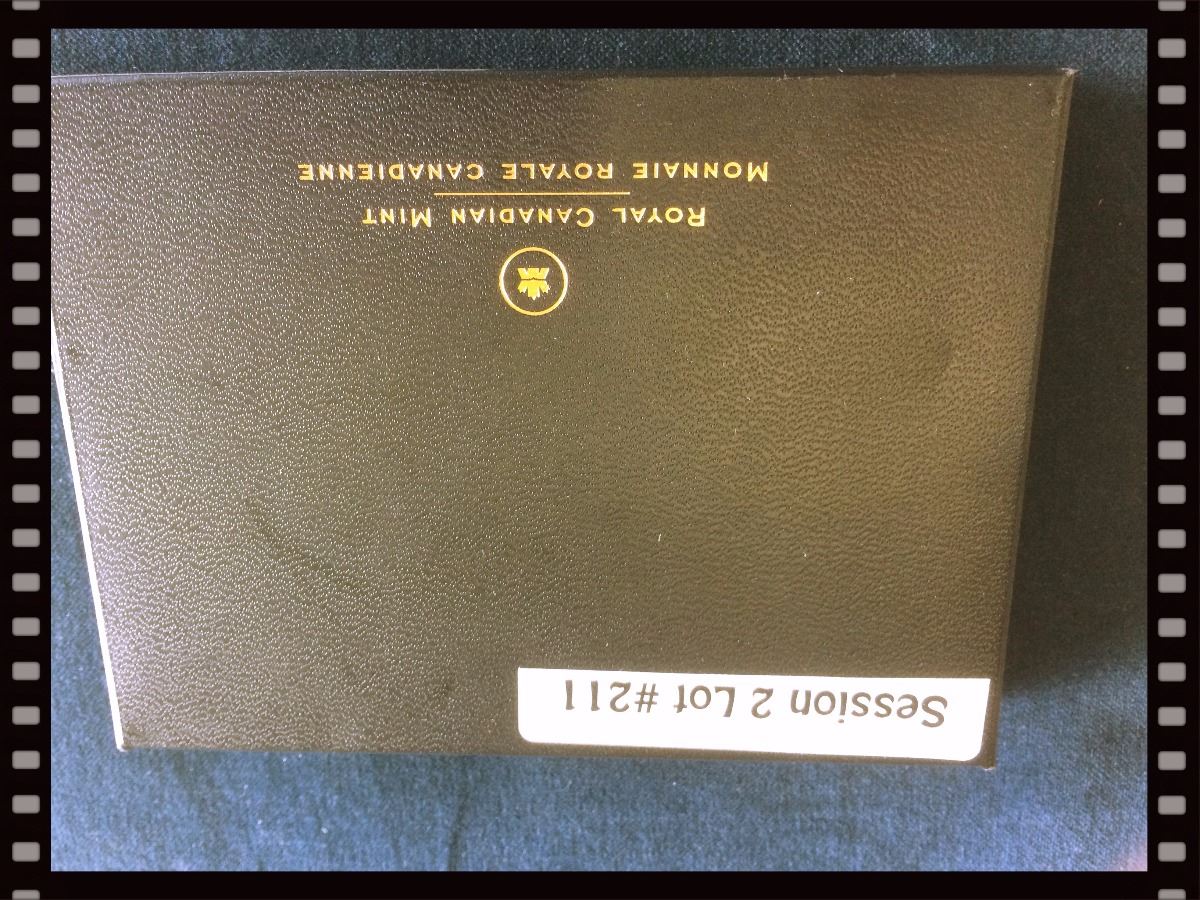 Session 2 Lot #211
ROYAL CANADIAN MINT
MONNAIE ROYALE CANADIENNE